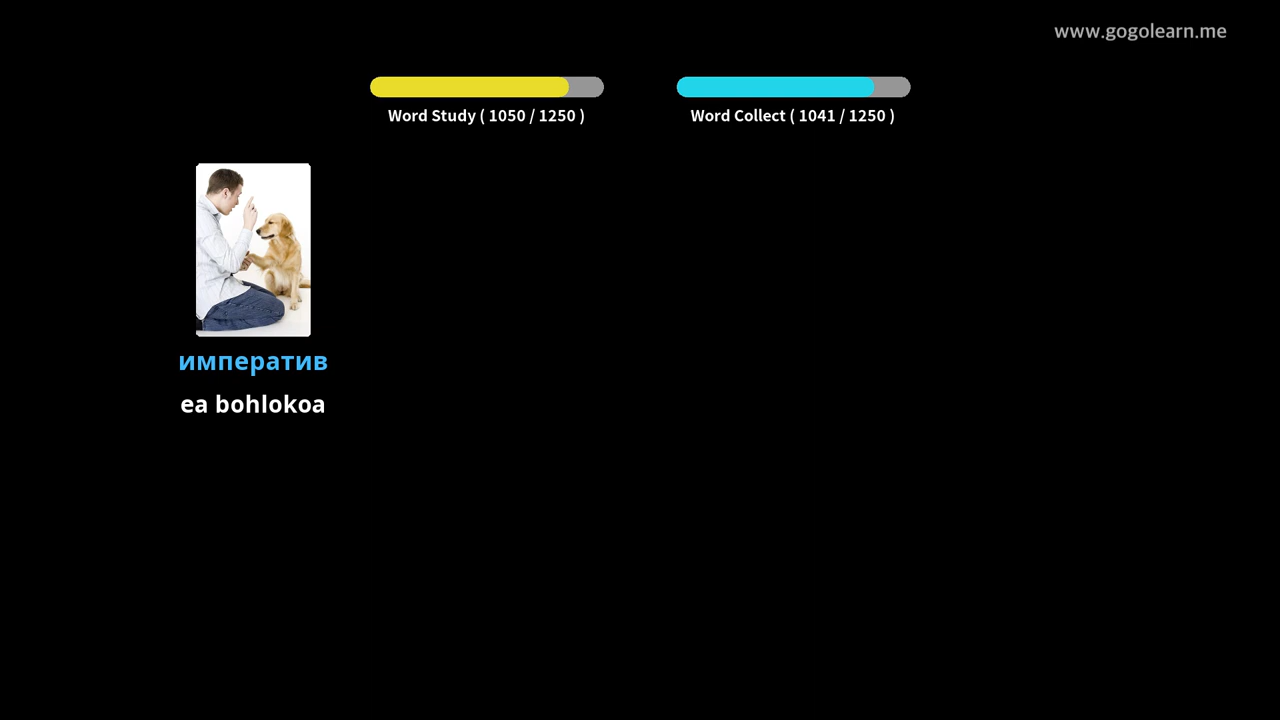 www.gogolearn.me
Word Study ( 1050 / 1250 )
Word Collect ( 1041 / 1250 )
императив
ea bohlokoa